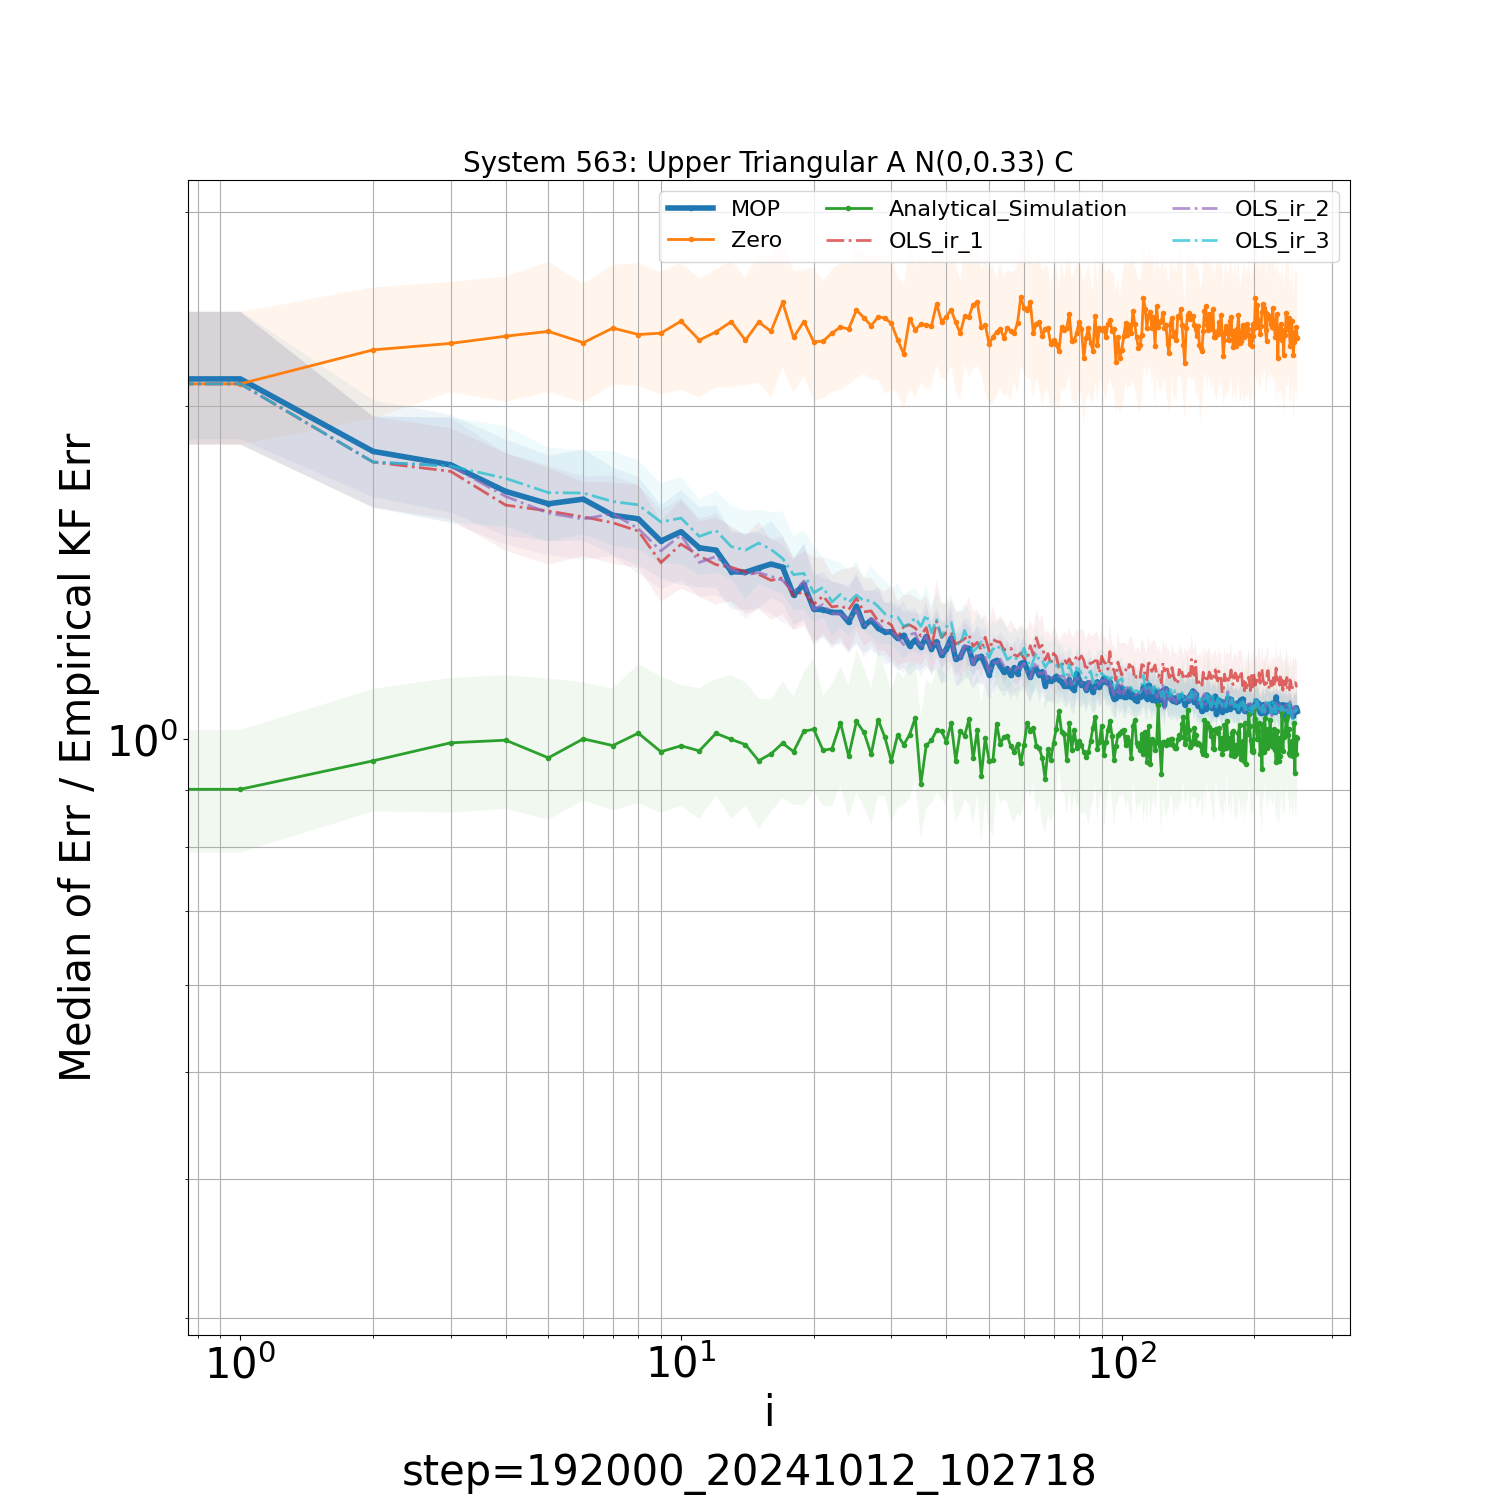 System 563: Upper Triangular A N(0,0.33) C
MOP
Zero
Analytical_Simulation
OLS_ir_1
OLS_ir_2
OLS_ir_3
Median of Err / Empirical KF Err
10⁰
10⁰ 10¹ 10²
i
step=192000_20241012_102718